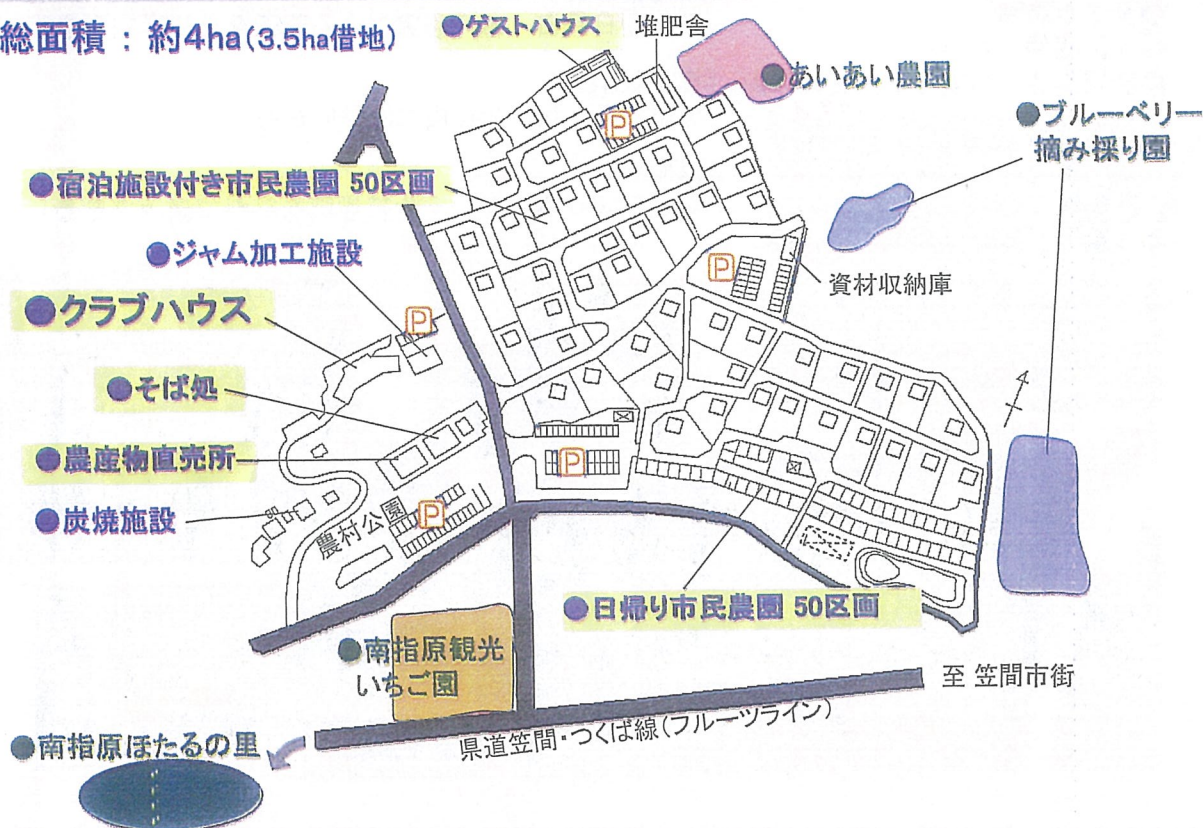 総面積 : 約4ha(3.5ha借地)
●ゲストハウス
堆肥舎
●あいあい農園
●ブルーベリー
摘み採り園
P
●宿泊施設付き市民農園 50区画
●ジャム加工施設
P
資材収納庫
●クラブハウス
P
●そば処
●農産物直売所
P
●炭焼施設
P
農村公園
●日帰り市民農園 50区画
●南指原観光
いちご園
至 笠間市街
県道笠間・つくば線(フルーツライン)
●南指原ほたるの里